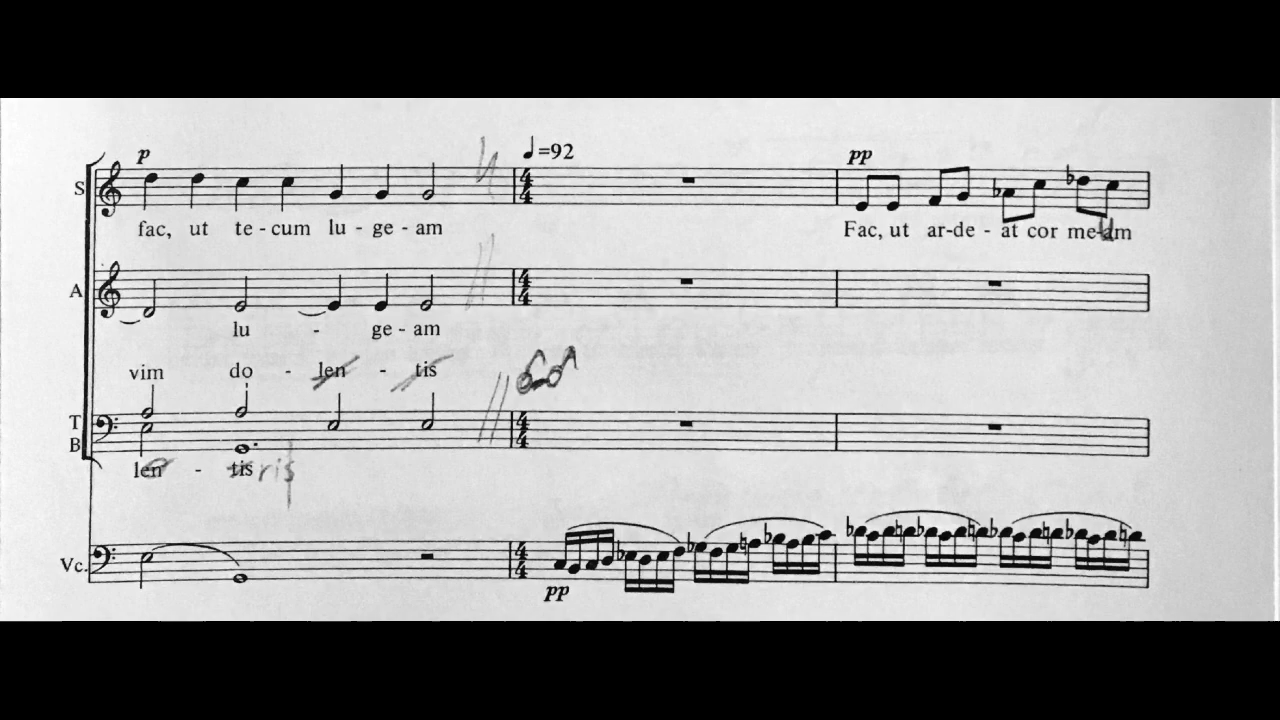 p ♩=92 pp
S
fac, ut te - cum lu - ge - am Fac, ut ar-de - at cor me-am
A
lu - ge - am
vim do - len - tis
T
B
len - tis ris
Vc.
pp